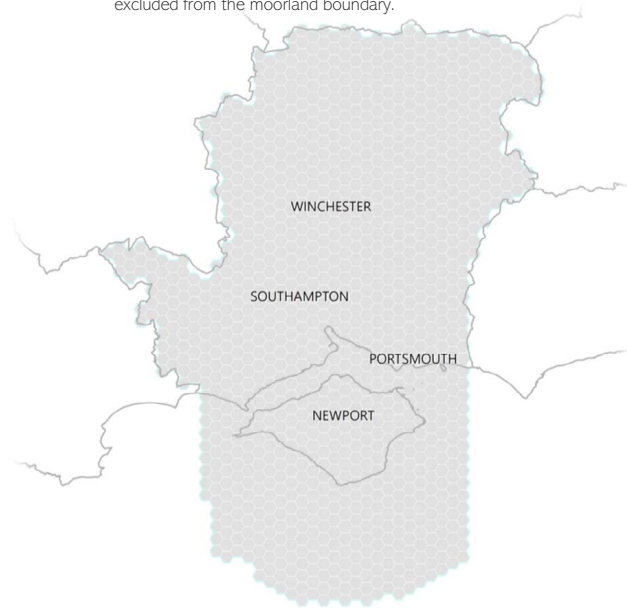 excluded from the moorland boundary.
WINCHESTER
SOUTHAMPTON
PORTSMOUTH
NEWPORT